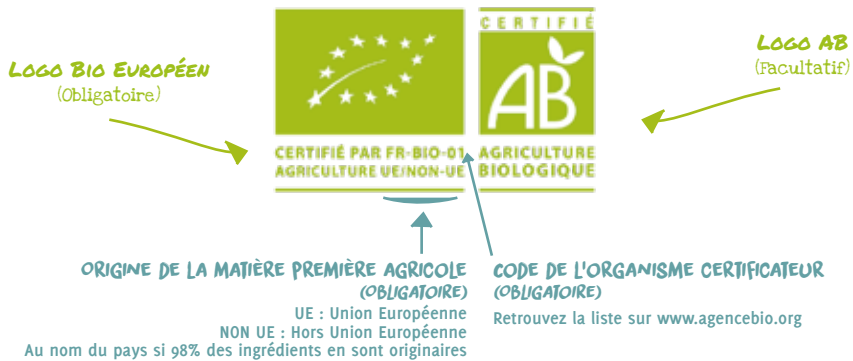 LOGO BIO EUROPÉEN
(Obligatoire)
CERTIFIÉ
AB
LOGO AB
(Facultatif)
CERTIFIÉ PAR FR-BIO-01
AGRICULTURE UE/NON-UE
AGRICULTURE
BIOLOGIQUE
ORIGINE DE LA MATIÈRE PREMIÈRE AGRICOLE
(OBLIGATOIRE)
UE : Union Européenne
NON UE : Hors Union Européenne
Au nom du pays si 98% des ingrédients en sont originaires
CODE DE L'ORGANISME CERTIFICATEUR
(OBLIGATOIRE)
Retrouvez la liste sur www.agencebio.org